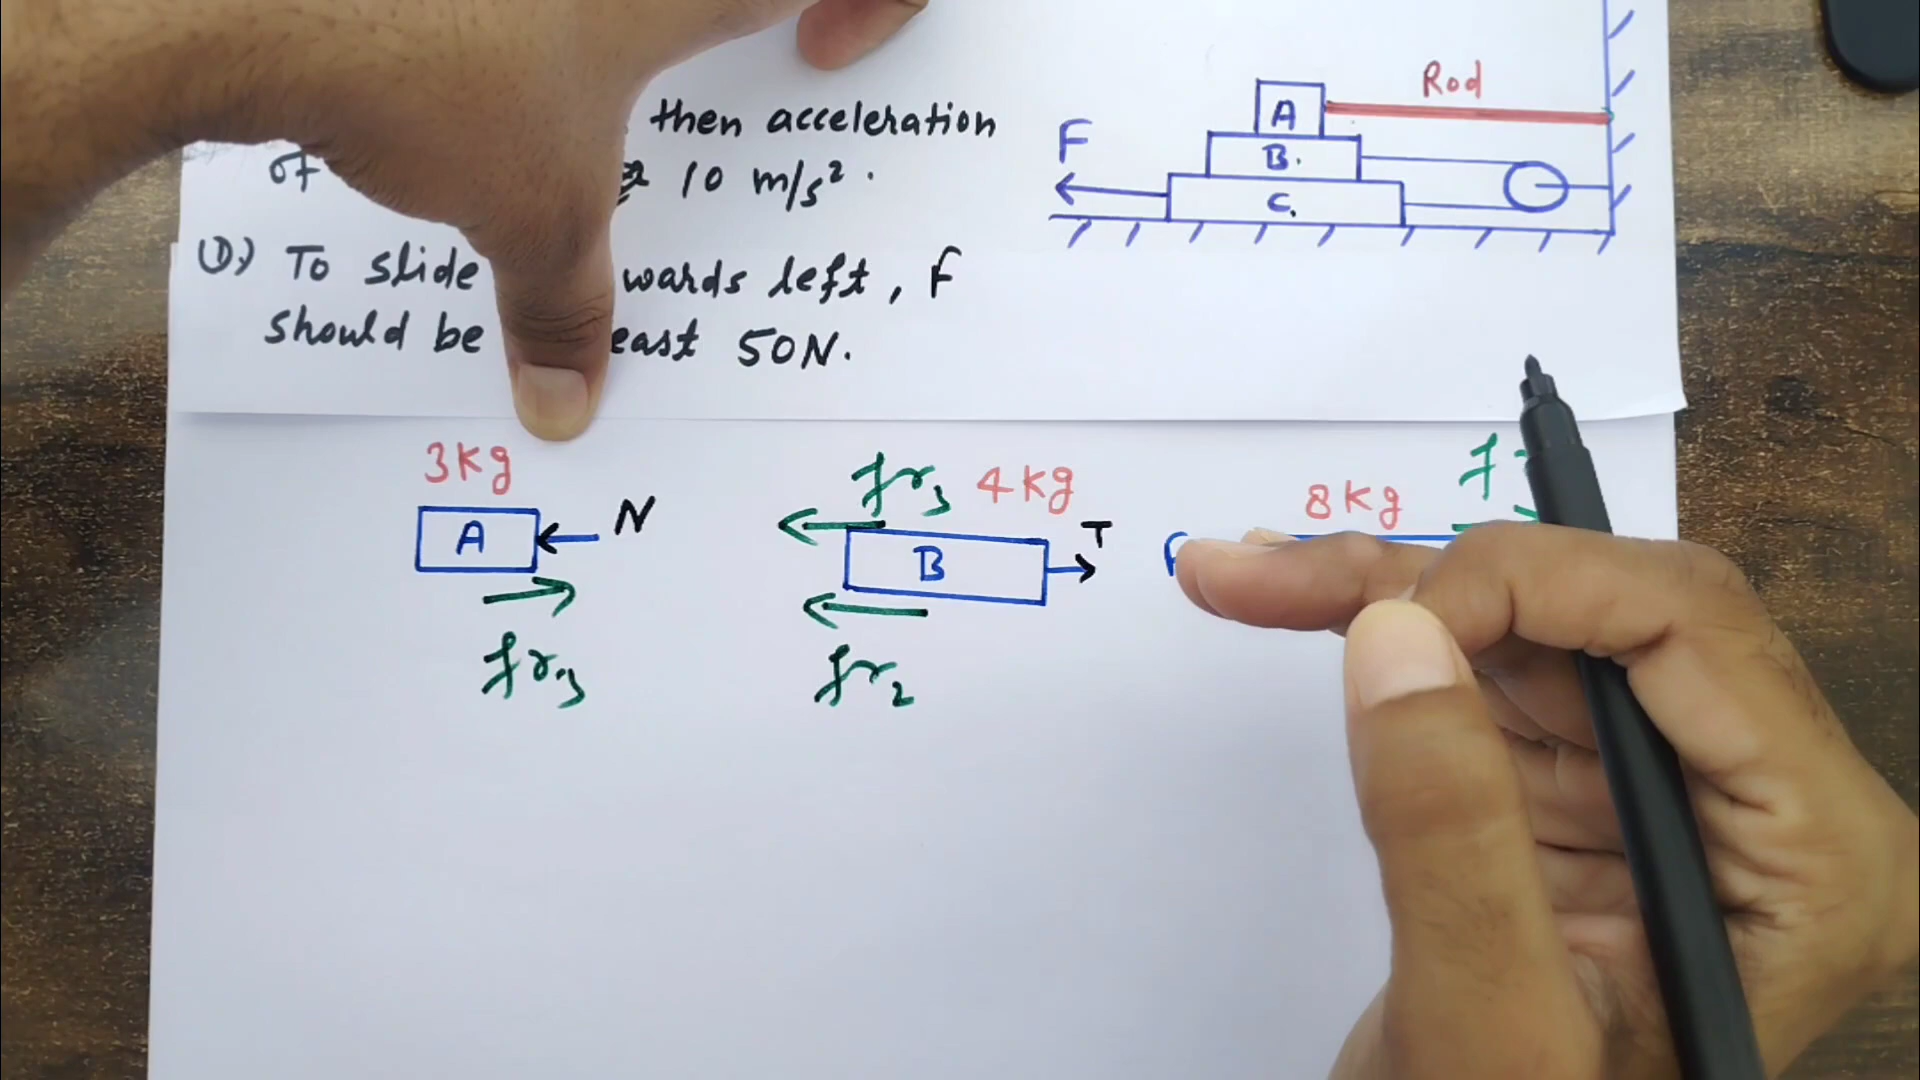 then acceleration
of 10 m/s².
(D) To slide wards left, F
should be east 50N.
Rod
F
A
B.
C.
3kg
A
N
fr₃
fr₃
4kg
B
T
fr₂
8kg
F
f